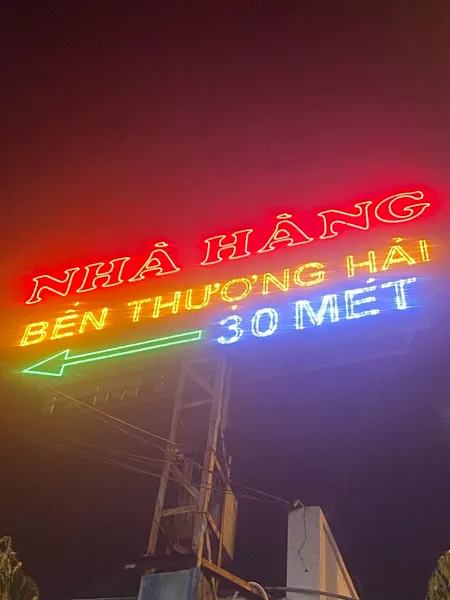 NHÀ HÀNG
BẾN THƯỢNG HẢI
30 MÉT